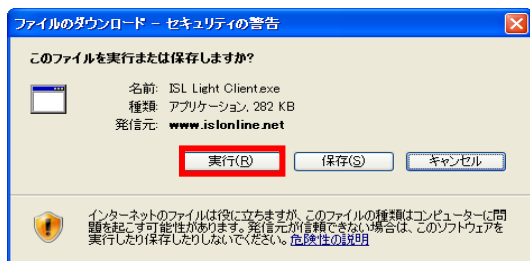 ファイルのダウンロード － セキュリティの警告
このファイルを実行または保存しますか?
名前: ISL Light Client.exe
種類: アプリケーション, 282 KB
発信元: www.islonline.net
実行(R) 保存(S) キャンセル
インターネットのファイルは役に立ちますが、このファイルの種類はコンピューターに問
題を起こす可能性があります。発信元が信頼できない場合は、このソフトウェアを
実行したり保存したりしないでください。危険性の説明